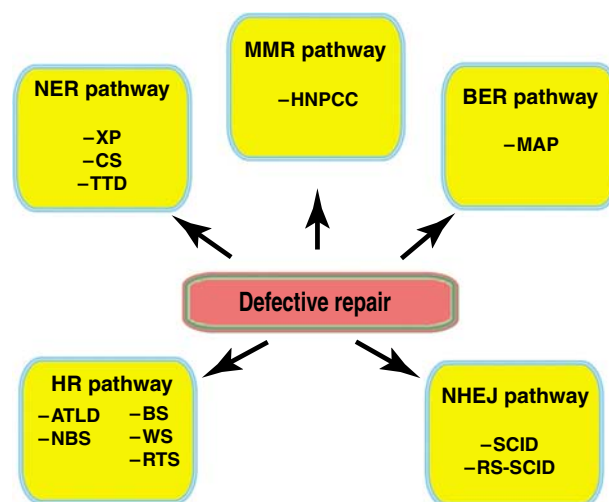 MMR pathway
–HNPCC
NER pathway
–XP
–CS
–TTD
BER pathway
–MAP
Defective repair
HR pathway
–ATLD
–NBS
–BS
–WS
–RTS
NHEJ pathway
–SCID
–RS-SCID